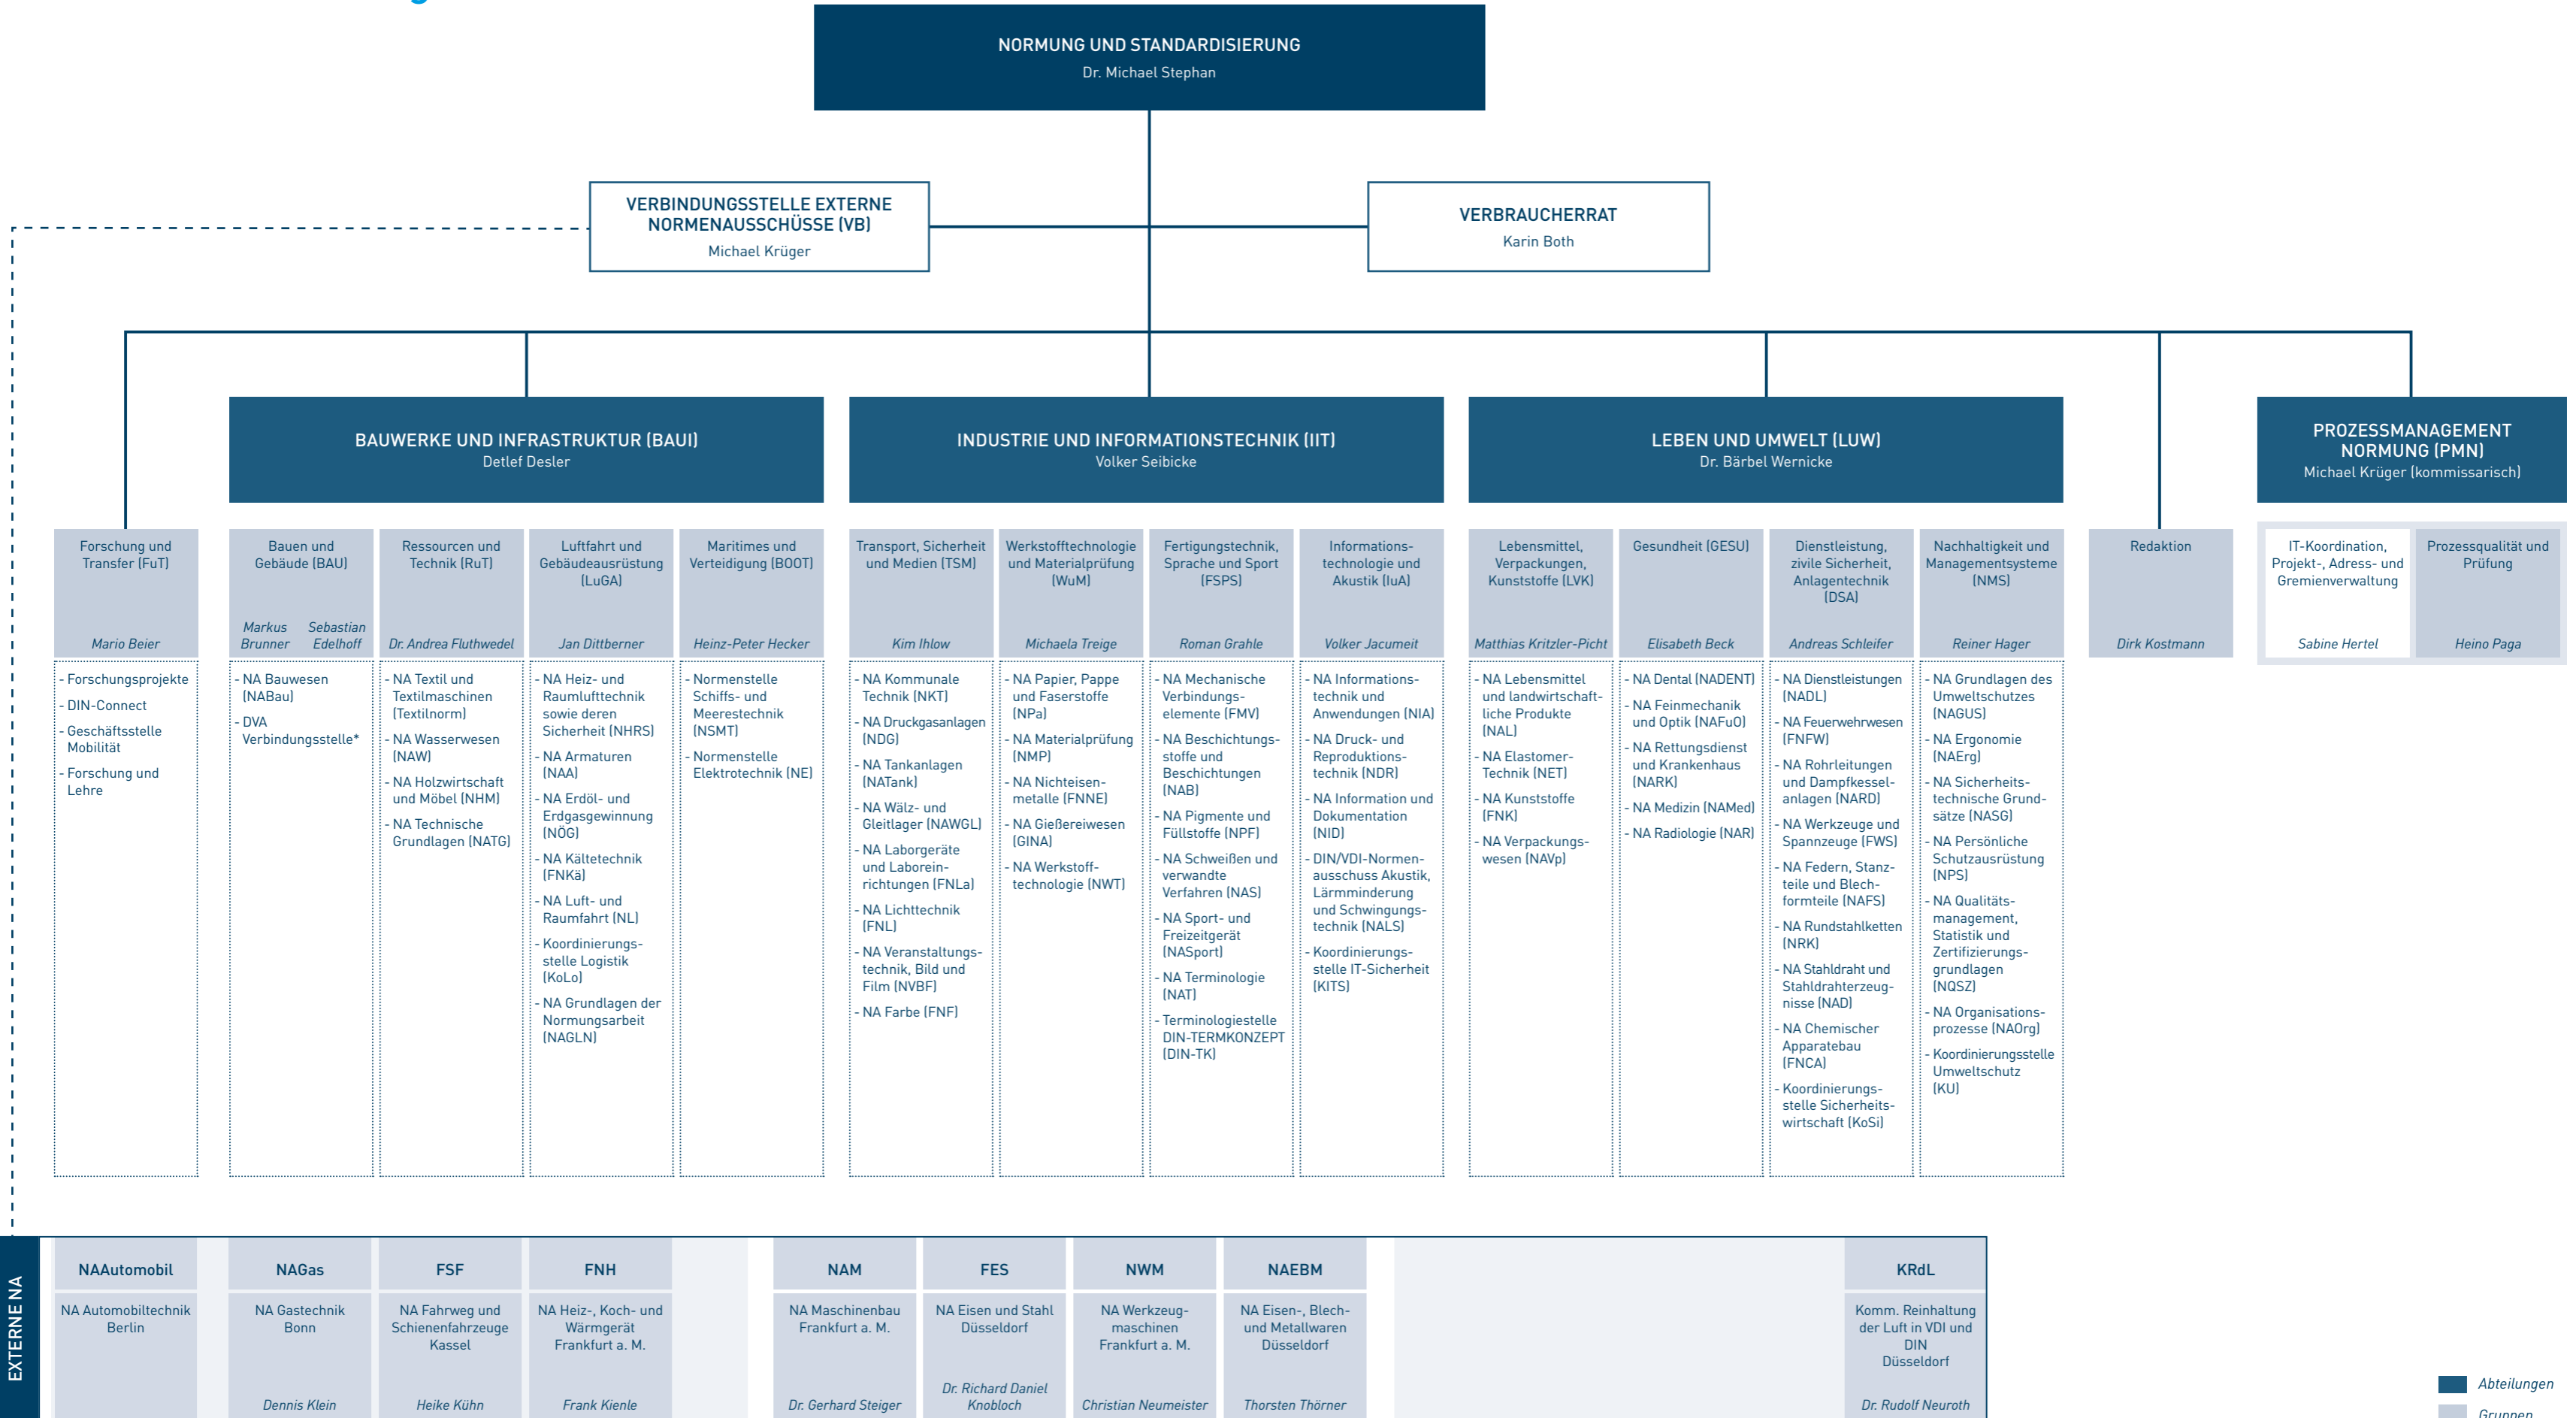 NORMUNG UND STANDARDISIERUNG
Dr. Michael Stephan
VERBINDUNGSSTELLE EXTERNE
NORMENAUSSCHÜSSE (VB)
Michael Krüger
VERBRAUCHERRAT
Karin Both
BAUWERKE UND INFRASTRUKTUR (BAUI)
Detlef Desler
INDUSTRIE UND INFORMATIONSTECHNIK (IIT)
Volker Seibicke
LEBEN UND UMWELT (LUW)
Dr. Bärbel Wernicke
PROZESSMANAGEMENT
NORMUNG (PMN)
Michael Krüger (kommissarisch)
Forschung und
Transfer (FuT)
Mario Beier
- Forschungsprojekte
- DIN-Connect
- Geschäftsstelle
Mobilität
- Forschung und
Lehre
Bauen und
Gebäude (BAU)
Markus
Brunner
Sebastian
Edelhoff
- NA Bauwesen
(NABau)
- DVA
Verbindungsstelle*
Ressourcen und
Technik (RuT)
Dr. Andrea Fluthwedel
- NA Textil und
Textilmaschinen
(Textilnorm)
- NA Wasserwesen
(NAW)
- NA Holzwirtschaft
und Möbel (NHM)
- NA Technische
Grundlagen (NATG)
Luftfahrt und
Gebäudeausrüstung
(LuGA)
Jan Dittberner
- NA Heiz- und
Raumlufttechnik
sowie deren
Sicherheit (NHRS)
- NA Armaturen
(NAA)
- NA Erdöl- und
Erdgasgewinnung
(NÖG)
- NA Kältetechnik
(FNKä)
- NA Luft- und
Raumfahrt (NL)
- Koordinierungs-
stelle Logistik
(KoLo)
- NA Grundlagen der
Normungsarbeit
(NAGLN)
Maritimes und
Verteidigung (BOOT)
Heinz-Peter Hecker
- Normenstelle
Schiffs- und
Meerestechnik
(NSMT)
- Normenstelle
Elektrotechnik (NE)
Transport, Sicherheit
und Medien (TSM)
Kim Ihlow
- NA Kommunale
Technik (NKT)
- NA Druckgasanlagen
(NDG)
- NA Tankanlagen
(NATank)
- NA Wälz- und
Gleitlager (NAWGL)
- NA Laborgeräte
und Laborein-
richtungen (FNLa)
- NA Lichttechnik
(FNL)
- NA Veranstaltungs-
technik, Bild und
Film (NVBF)
- NA Farbe (FNF)
Werkstofftechnologie
und Materialprüfung
(WuM)
Michaela Treige
- NA Papier, Pappe
und Faserstoffe
(NPa)
- NA Materialprüfung
(NMP)
- NA Nichteisen-
metalle (FNNE)
- NA Gießereiwesen
(GINA)
- NA Werkstoff-
technologie (NWT)
Fertigungstechnik,
Sprache und Sport
(FSPS)
Roman Grahle
- NA Mechanische
Verbindungs-
elemente (FMV)
- NA Beschichtungs-
stoffe und
Beschichtungen
(NAB)
- NA Pigmente und
Füllstoffe (NPF)
- NA Schweißen und
verwandte
Verfahren (NAS)
- NA Sport- und
Freizeitgerät
(NASport)
- NA Terminologie
(NAT)
- Terminologiestelle
DIN-TERMKONZEPT
(DIN-TK)
Informations-
technologie und
Akustik (IuA)
Volker Jacumeit
- NA Informations-
technik und
Anwendungen (NIA)
- NA Druck- und
Reproduktions-
technik (NDR)
- NA Information und
Dokumentation
(NID)
- DIN/VDI-Normen-
ausschuss Akustik,
Lärmminderung
und Schwingungs-
technik (NALS)
- Koordinierungs-
stelle IT-Sicherheit
(KITS)
Lebensmittel,
Verpackungen,
Kunststoffe (LVK)
Matthias Kritzler-Picht
- NA Lebensmittel
und landwirtschaft-
liche Produkte
(NAL)
- NA Elastomer-
Technik (NET)
- NA Kunststoffe
(FNK)
- NA Verpackungs-
wesen (NAVp)
Gesundheit (GESU)
Elisabeth Beck
- NA Dental (NADENT)
- NA Feinmechanik
und Optik (NAFuO)
- NA Rettungsdienst
und Krankenhaus
(NARK)
- NA Medizin (NAMed)
- NA Radiologie (NAR)
Dienstleistung,
zivile Sicherheit,
Anlagentechnik
(DSA)
Andreas Schleifer
- NA Dienstleistungen
(NADL)
- NA Feuerwehrwesen
(FNFW)
- NA Rohrleitungen
und Dampfkessel-
anlagen (NARD)
- NA Werkzeuge und
Spannzeuge (FWS)
- NA Federn, Stanz-
teile und Blech-
formteile (NAFS)
- NA Rundstahlketten
(NRK)
- NA Stahldraht und
Stahldrahterzeug-
nisse (NAD)
- NA Chemischer
Apparatebau
(FNCA)
- Koordinierungs-
stelle Sicherheits-
wirtschaft (KoSi)
Nachhaltigkeit und
Managementsysteme
(NMS)
Reiner Hager
- NA Grundlagen des
Umweltschutzes
(NAGUS)
- NA Ergonomie
(NAErg)
- NA Sicherheits-
technische Grund-
sätze (NASG)
- NA Persönliche
Schutzausrüstung
(NPS)
- NA Qualitäts-
management,
Statistik und
Zertifizierungs-
grundlagen
(NQSZ)
- NA Organisations-
prozesse (NAOrg)
- Koordinierungsstelle
Umweltschutz
(KU)
Redaktion
Dirk Kostmann
IT-Koordination,
Projekt-, Adress- und
Gremienverwaltung
Sabine Hertel
Prozessqualität und
Prüfung
Heino Paga
EXTERNE NA
NAAutomobil
NA Automobiltechnik
Berlin
NAGas
NA Gastechnik
Bonn
Dennis Klein
FSF
NA Fahrweg und
Schienenfahrzeuge
Kassel
Heike Kühn
FNH
NA Heiz-, Koch- und
Wärmgerät
Frankfurt a. M.
Frank Kienle
NAM
NA Maschinenbau
Frankfurt a. M.
Dr. Gerhard Steiger
FES
NA Eisen und Stahl
Düsseldorf
Dr. Richard Daniel
Knobloch
NWM
NA Werkzeug-
maschinen
Frankfurt a. M.
Christian Neumeister
NAEBM
NA Eisen-, Blech-
und Metallwaren
Düsseldorf
Thorsten Thörner
KRdL
Komm. Reinhaltung
der Luft in VDI und
DIN
Düsseldorf
Dr. Rudolf Neuroth
Abteilungen
Gruppen